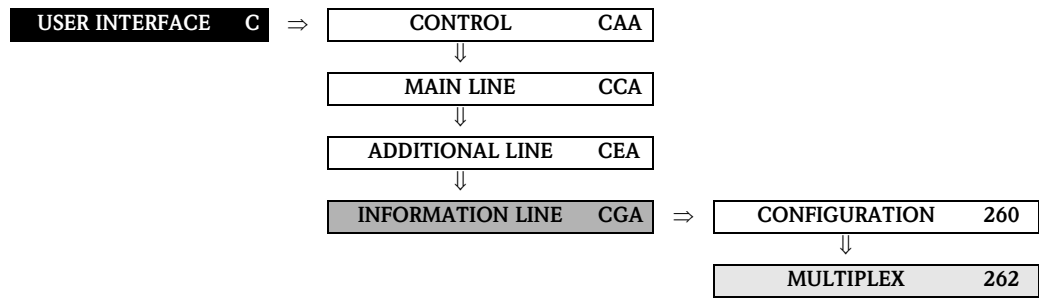 USER INTERFACE C ⇒ CONTROL CAA
⇓
MAIN LINE CCA
⇓
ADDITIONAL LINE CEA
⇓
INFORMATION LINE CGA ⇒ CONFIGURATION 260
⇓
MULTIPLEX 262